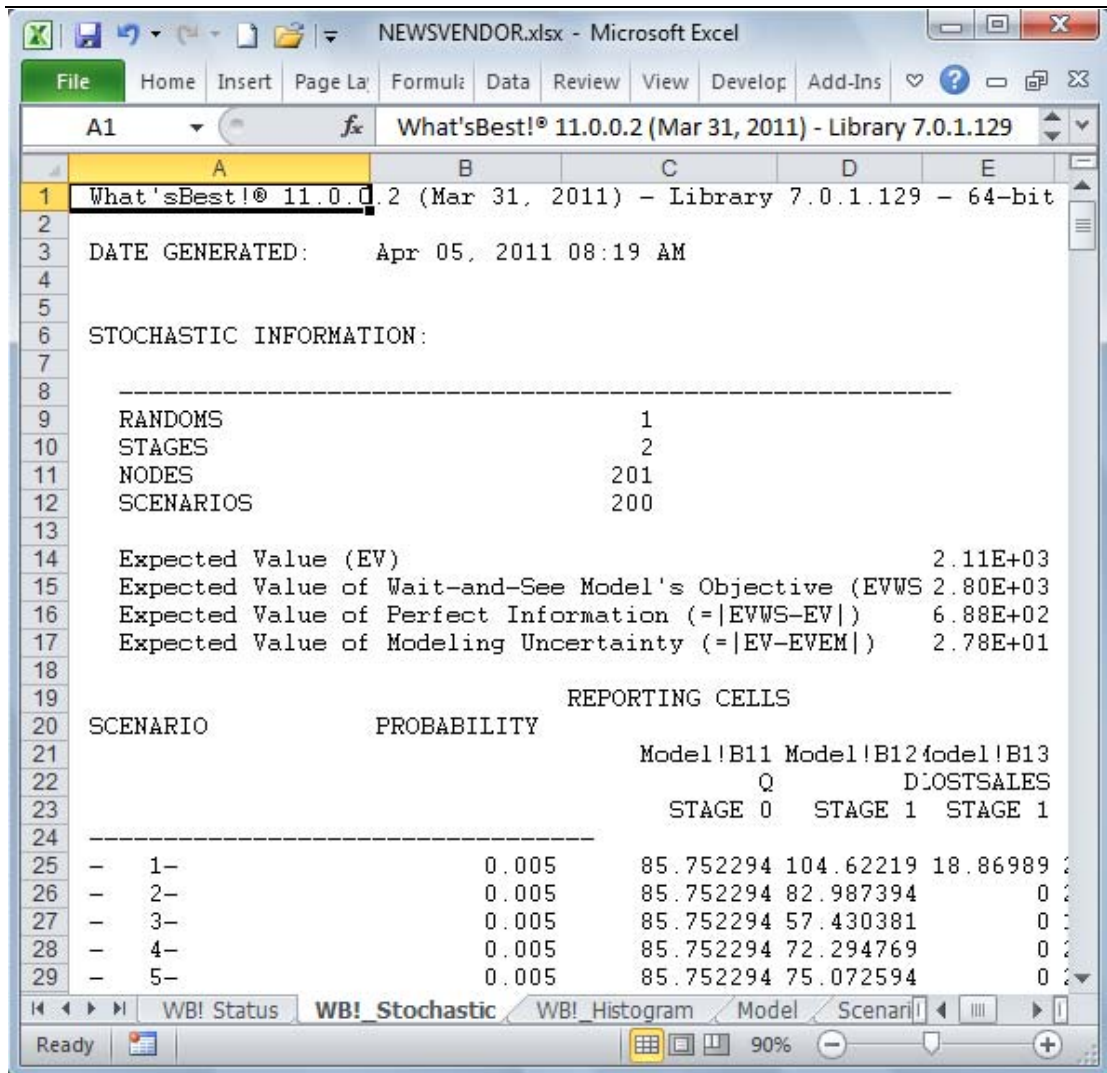 NEWSVENDOR.xlsx - Microsoft Excel
File Home Insert Page La Formula Data Review View Develop Add-Ins
A1 fx What'sBest!® 11.0.0.2 (Mar 31, 2011) - Library 7.0.1.129
A B C D E
1 What'sBest!® 11.0.0.2 (Mar 31, 2011) - Library 7.0.1.129 - 64-bit
2
3 DATE GENERATED: Apr 05, 2011 08:19 AM
4
5
6 STOCHASTIC INFORMATION:
7
8 --------------------------------------------------------
9 RANDOMS 1
10 STAGES 2
11 NODES 201
12 SCENARIOS 200
13
14 Expected Value (EV) 2.11E+03
15 Expected Value of Wait-and-See Model's Objective (EVWS 2.80E+03
16 Expected Value of Perfect Information (=|EVWS-EV|) 6.88E+02
17 Expected Value of Modeling Uncertainty (=|EV-EVEM|) 2.78E+01
18
19 REPORTING CELLS
20 SCENARIO PROBABILITY
21 Model!B11 Model!B12 Model!B13
22 Q D LOSTSALES
23 STAGE 0 STAGE 1 STAGE 1
24 ----------------------------------
25 - 1- 0.005 85.752294 104.62219 18.86989
26 - 2- 0.005 85.752294 82.987394 0
27 - 3- 0.005 85.752294 57.430381 0
28 - 4- 0.005 85.752294 72.294769 0
29 - 5- 0.005 85.752294 75.072594 0
WB! Status WB!_Stochastic WB!_Histogram Model Scenari
Ready 90%